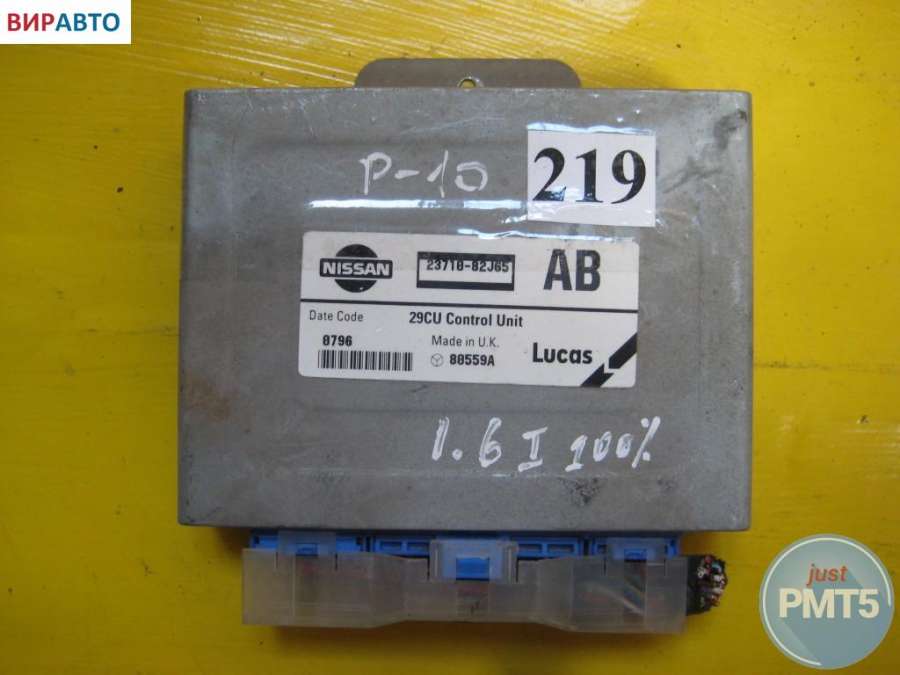 ВИРАВТО
P-10
219
NISSAN
23710-82J65
AB
Date Code
29CU Control Unit
0796
Made in U.K.
80559A
Lucas
1.6 I 100%
just
PMT5